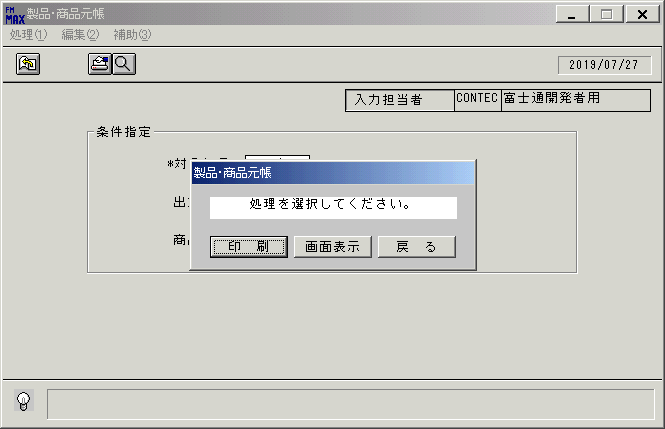 FM MAX 製品・商品元帳
処理(1) 編集(2) 補助(3)
2019/07/27
入力担当者 CONTEC 富士通開発者用
条件指定
*対
製品・商品元帳
出
処理を選択してください。
商
印 刷 画面表示 戻 る